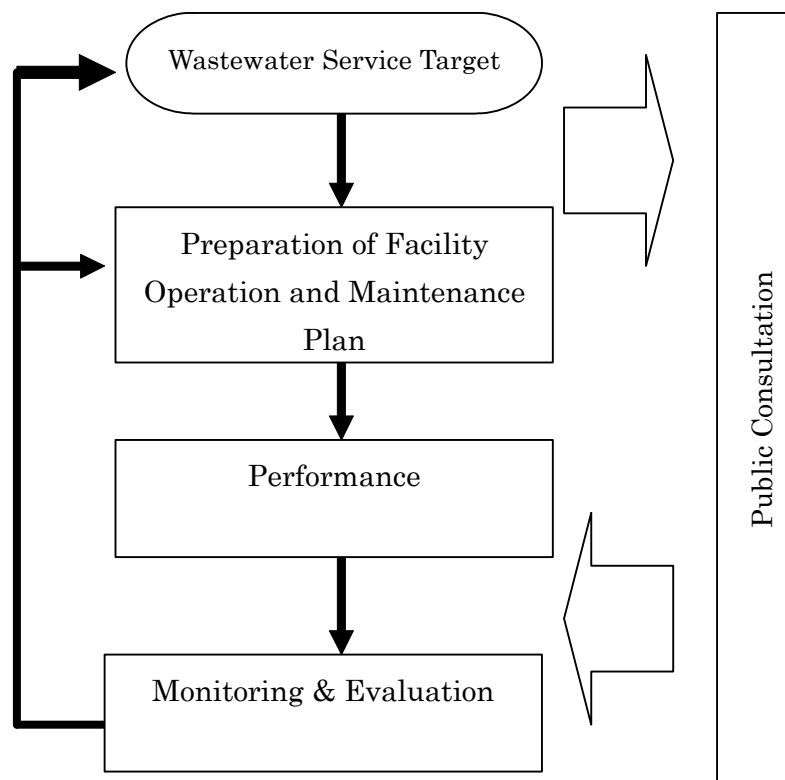 Wastewater Service Target
Preparation of Facility
Operation and Maintenance
Plan
Performance
Monitoring & Evaluation
Public Consultation